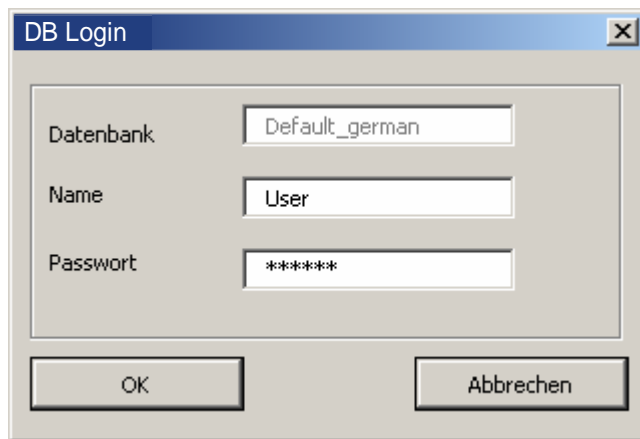 DB Login
Datenbank Default_german
Name User
Passwort ******
OK Abbrechen